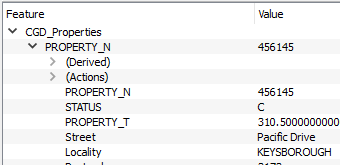 Feature Value
CGD_Properties
PROPERTY_N 456145
(Derived)
(Actions)
PROPERTY_N 456145
STATUS C
PROPERTY_T 310.5000000000
Street Pacific Drive
Locality KEYSBOROUGH